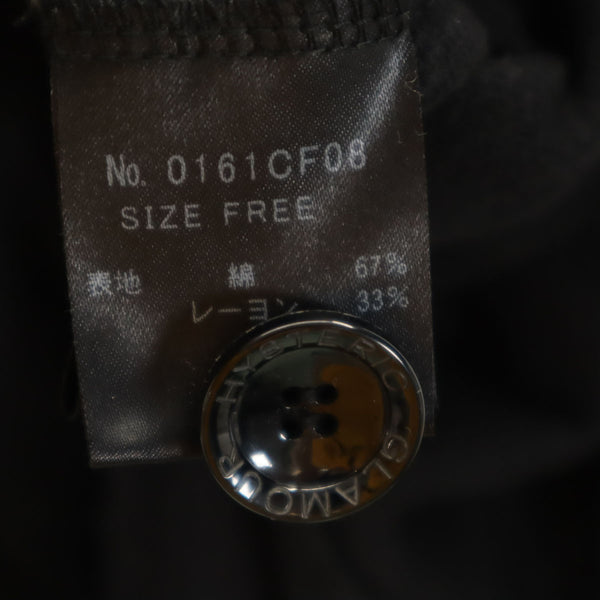 No. 0161CF08
SIZE FREE
表地 綿 67%
レーヨン 33%
HYSTERIC GLAMOUR